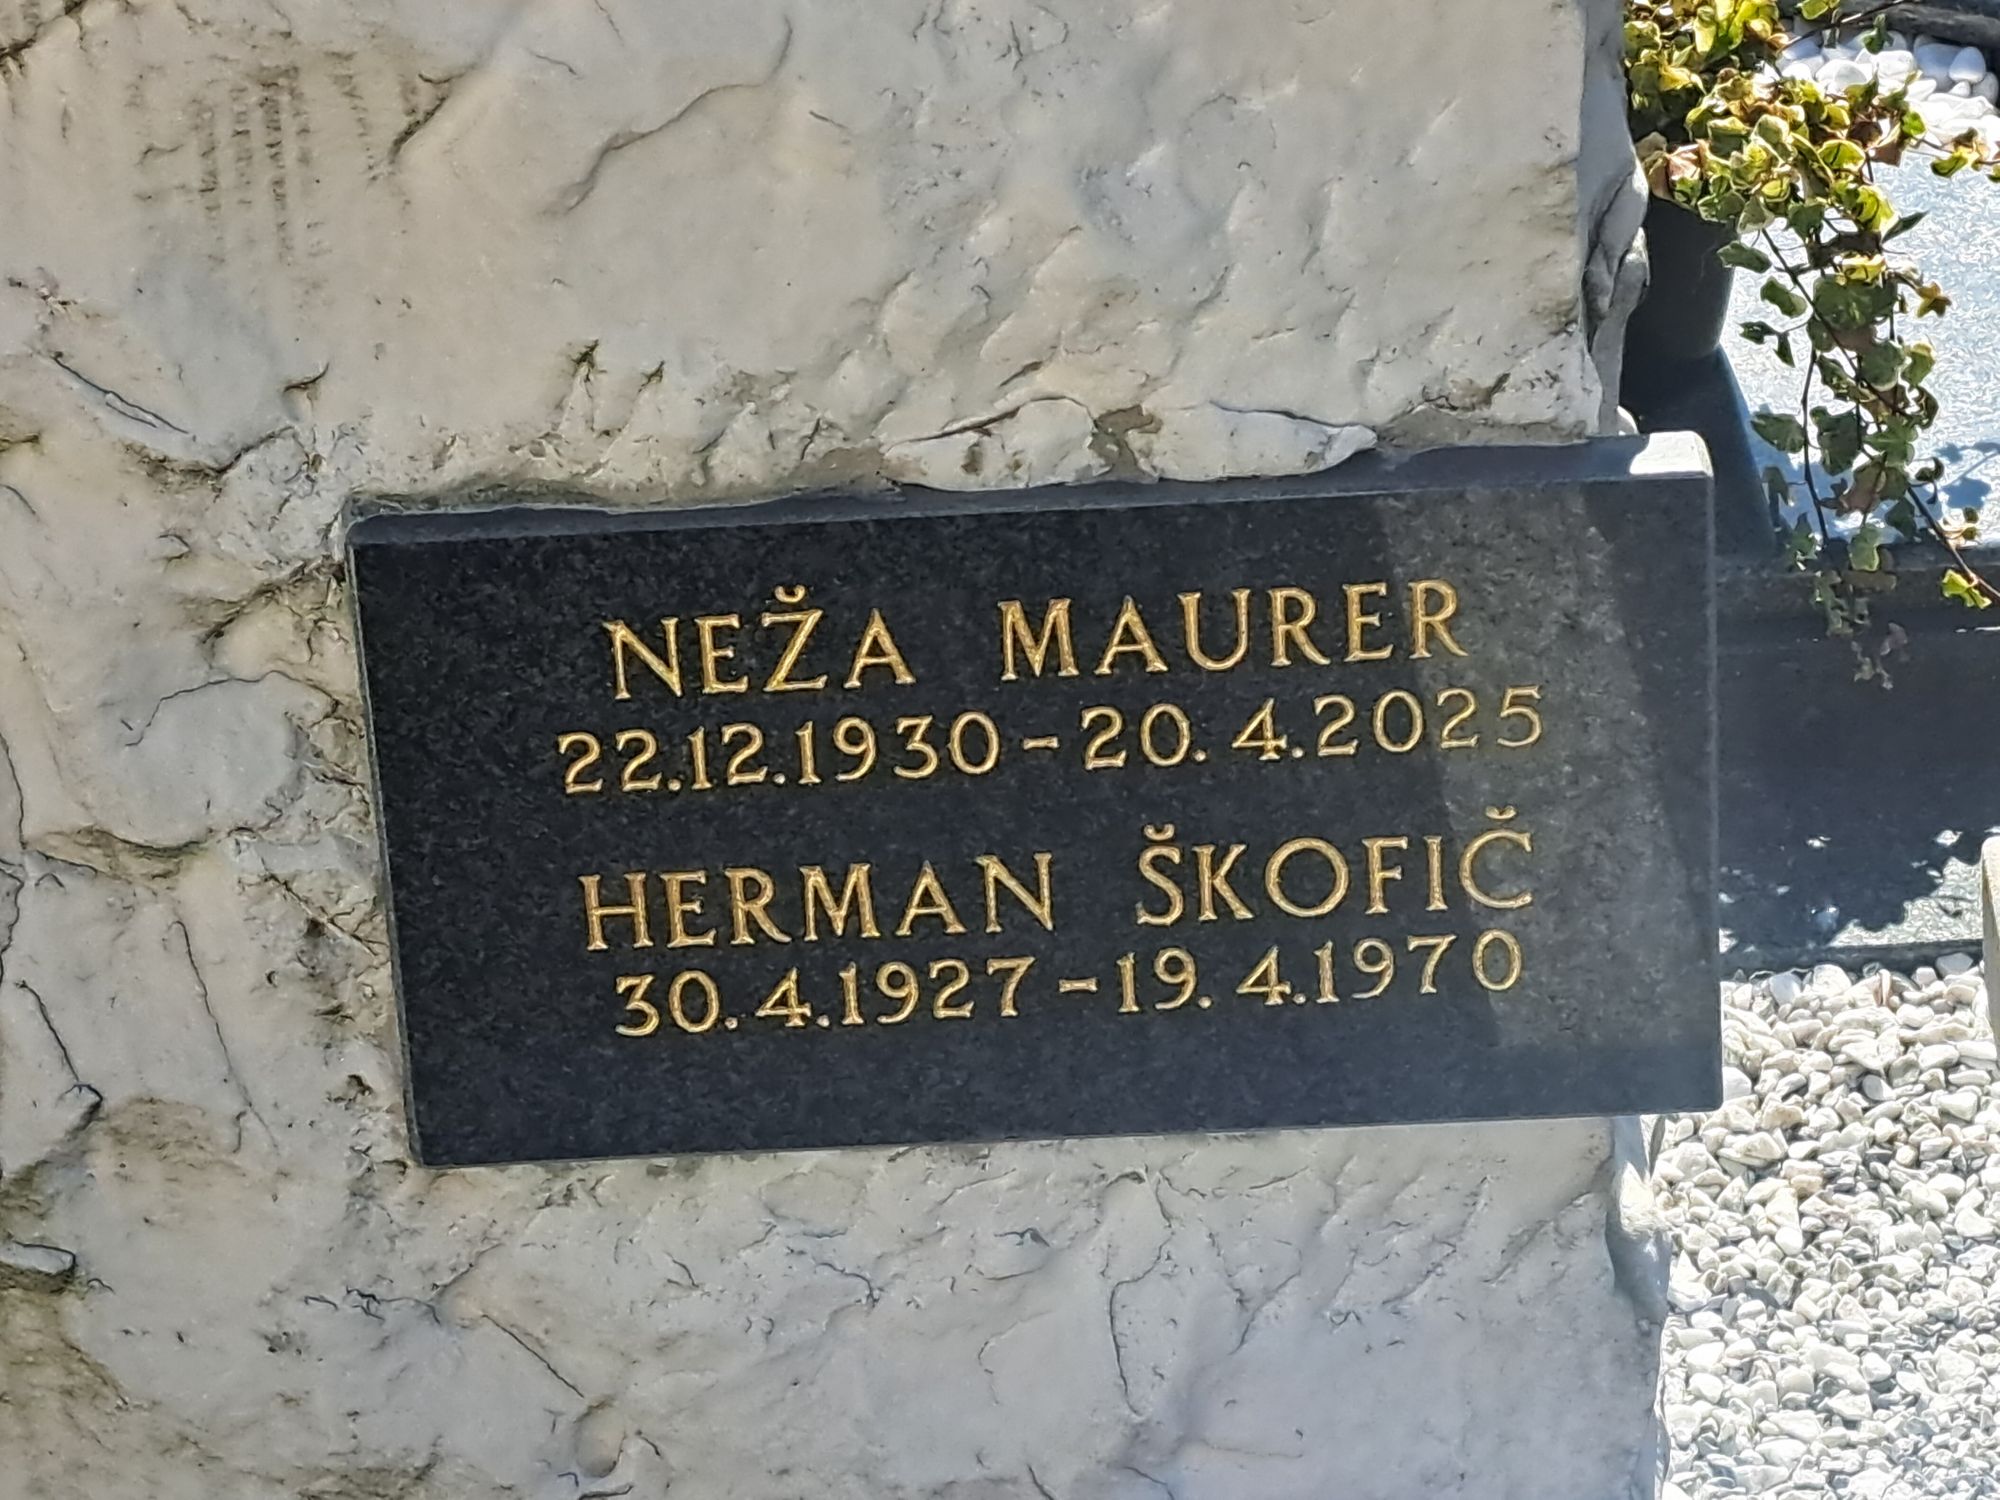 NEŽA MAURER
22.12.1930 - 20. 4.2025
HERMAN ŠKOFIČ
30. 4.1927 - 19. 4.1970